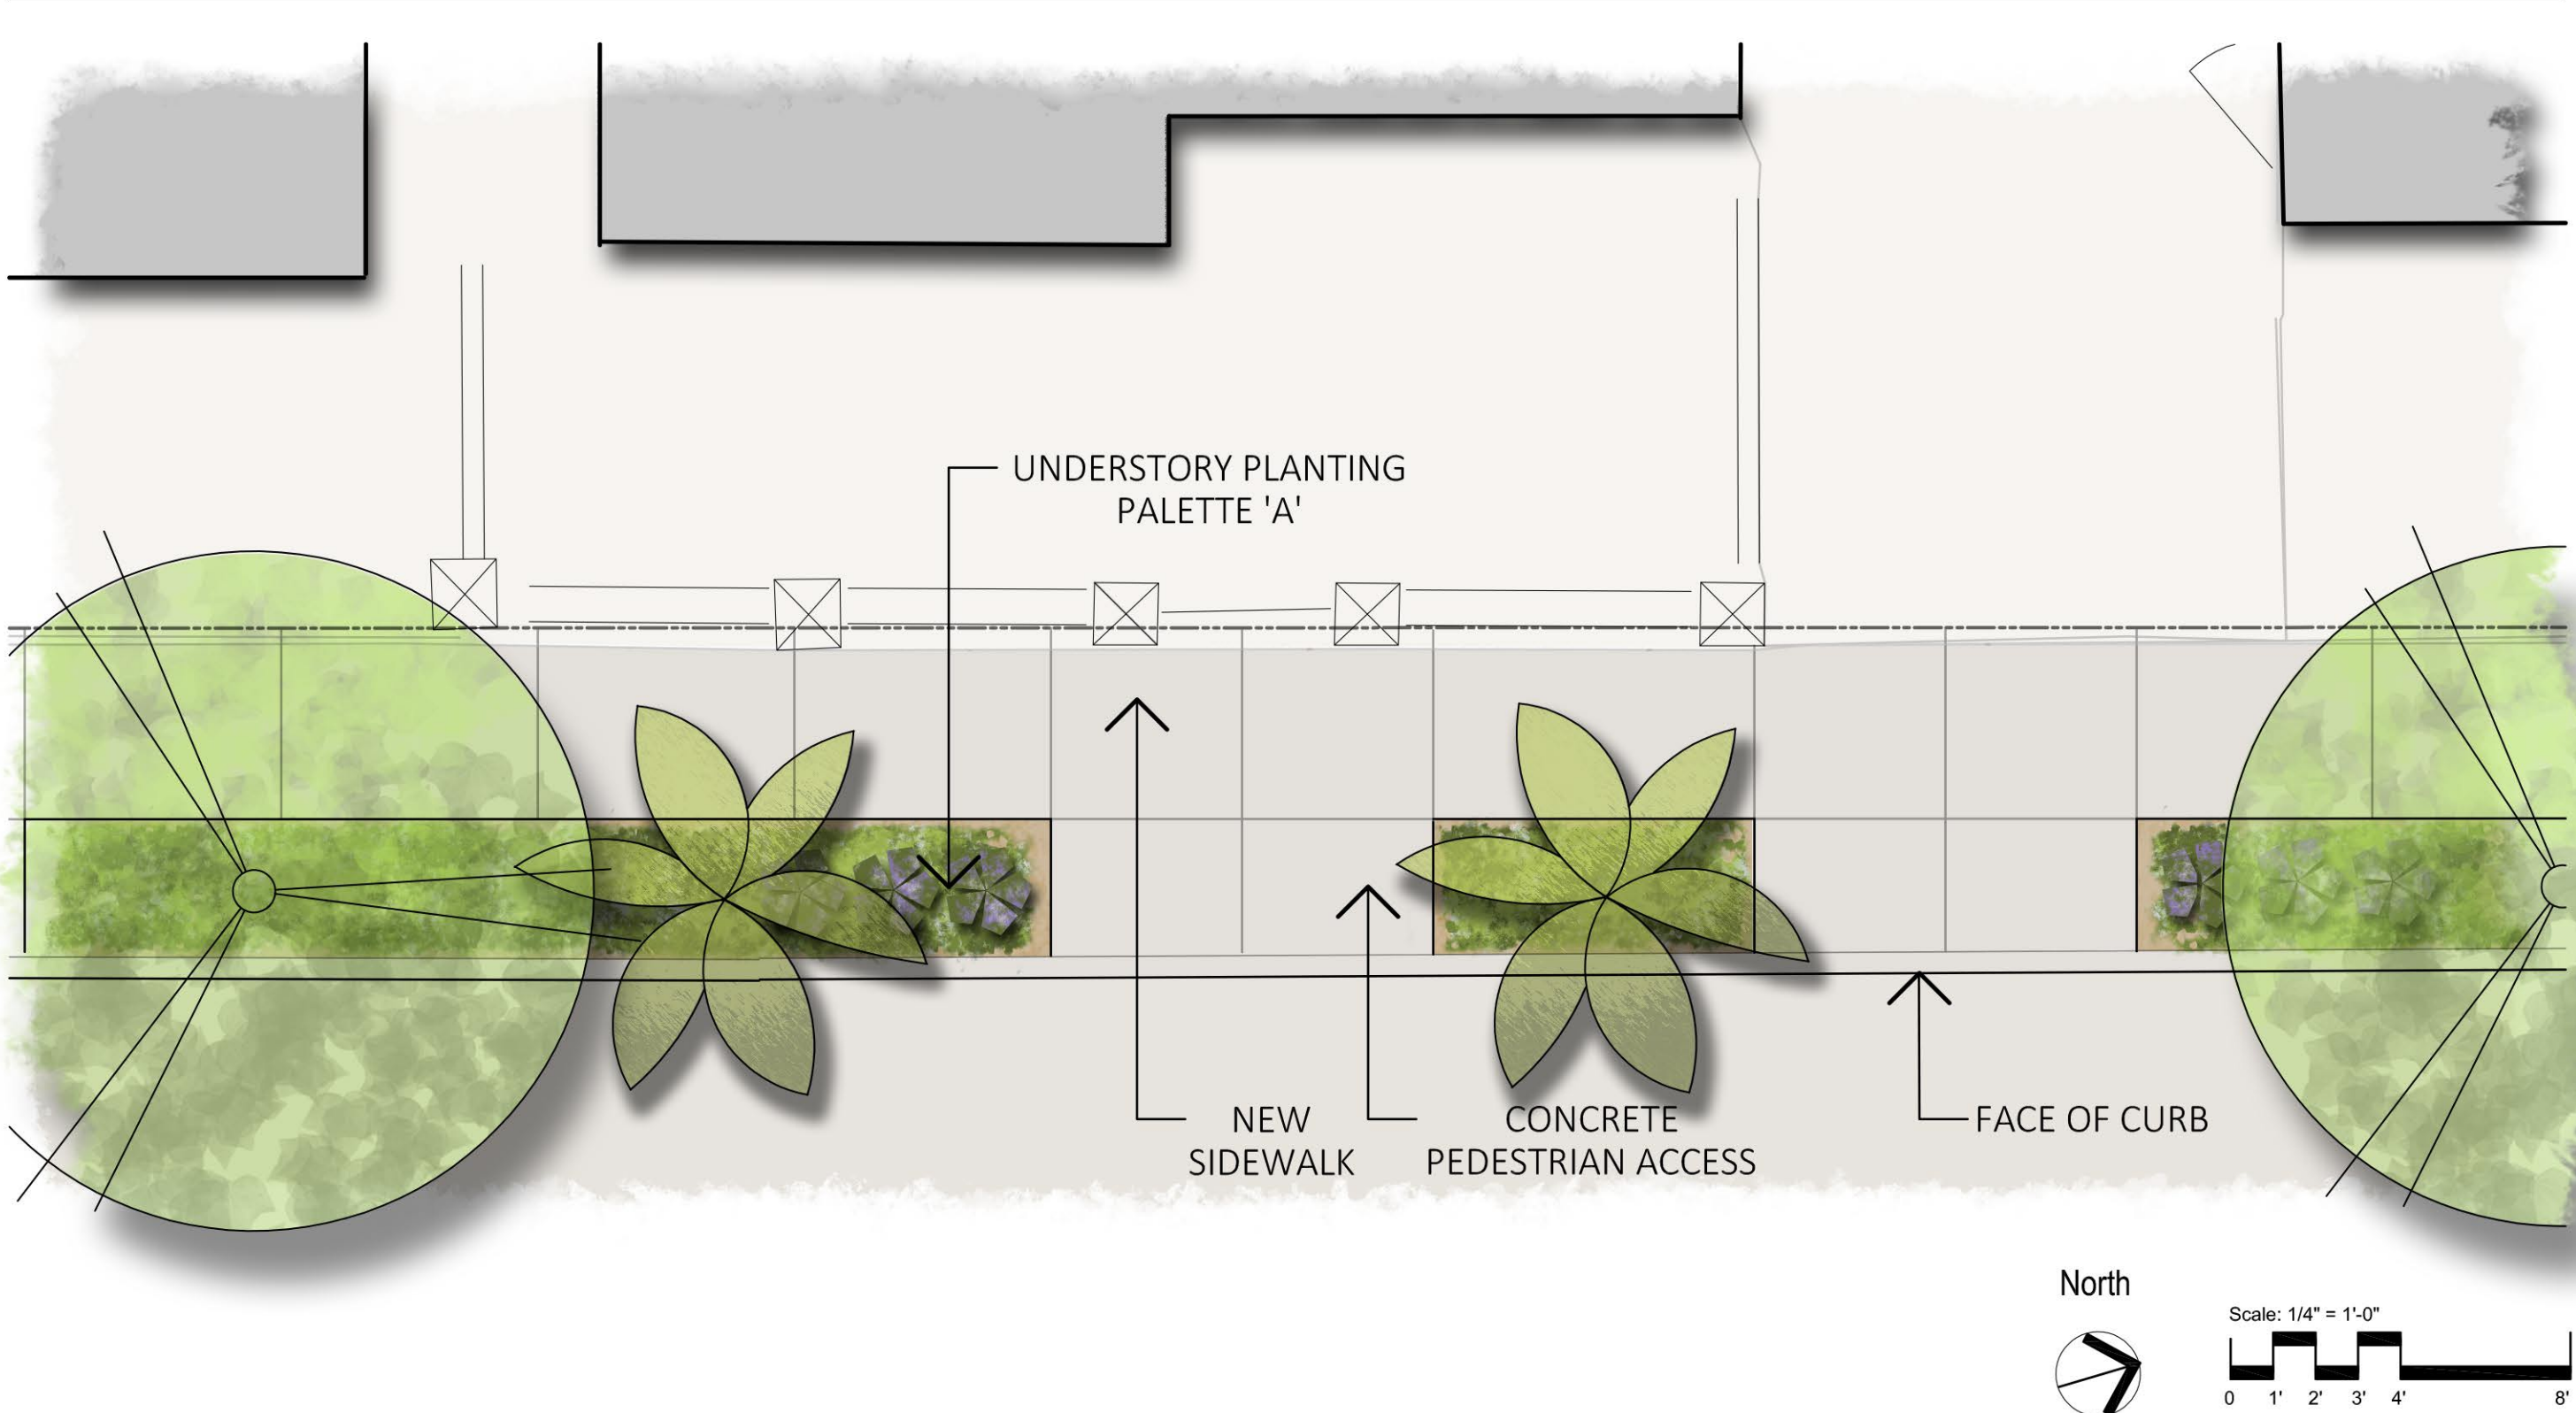 UNDERSTORY PLANTING
PALETTE 'A'
NEW
SIDEWALK
CONCRETE
PEDESTRIAN ACCESS
FACE OF CURB
North
Scale: 1/4" = 1'-0"
0 1' 2' 3' 4' 8'